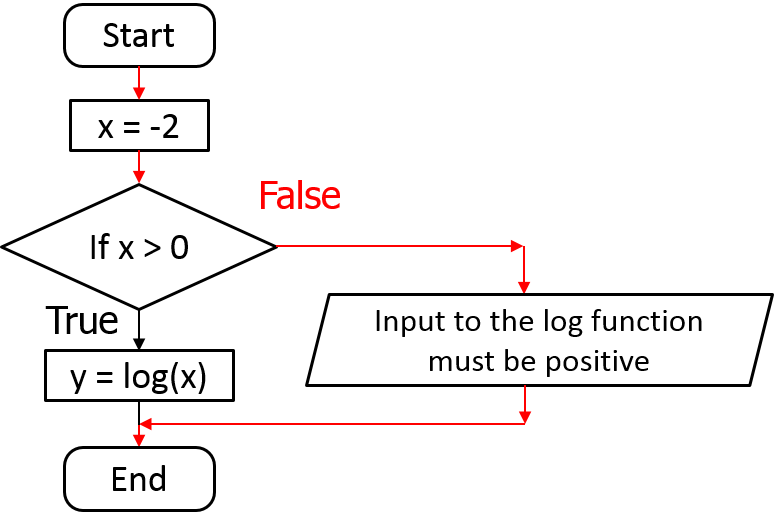 Start
x = -2
False
If x > 0
True
Input to the log function
must be positive
y = log(x)
End